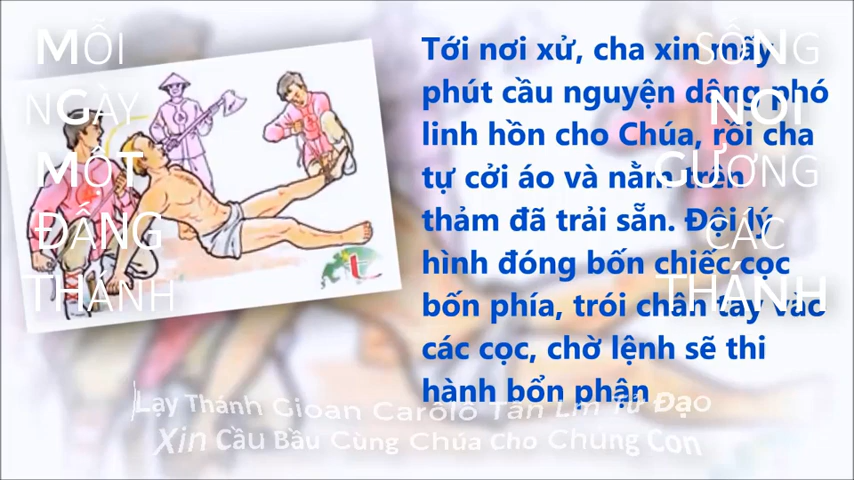 MỖI
NGÀY
MỘT
ĐẤNG
THÁNH
Tới nơi xử, cha xin mấy
phút cầu nguyện dâng phó
linh hồn cho Chúa, rồi cha
tự cởi áo và nằm trên
thảm đã trải sẵn. Đội lý
hình đóng bốn chiếc cọc
bốn phía, trói chân tay vào
các cọc, chờ lệnh sẽ thi
hành bổn phận
SỐNG
NOI
GƯƠNG
CÁC
THÁNH
Lạy Thánh Gioan Carôlô Tân Lm Tử Đạo
Xin Cầu Bầu Cùng Chúa Cho Chúng Con